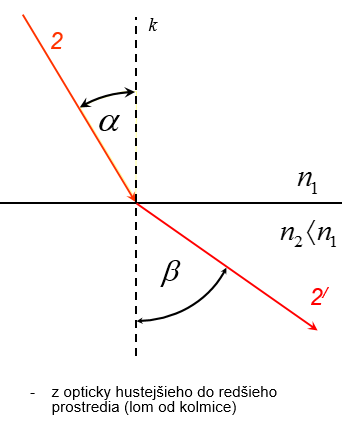 2
k
α
n₁
n₂⟨n₁
β
2/
- z opticky hustejšieho do redšieho
prostredia (lom od kolmice)